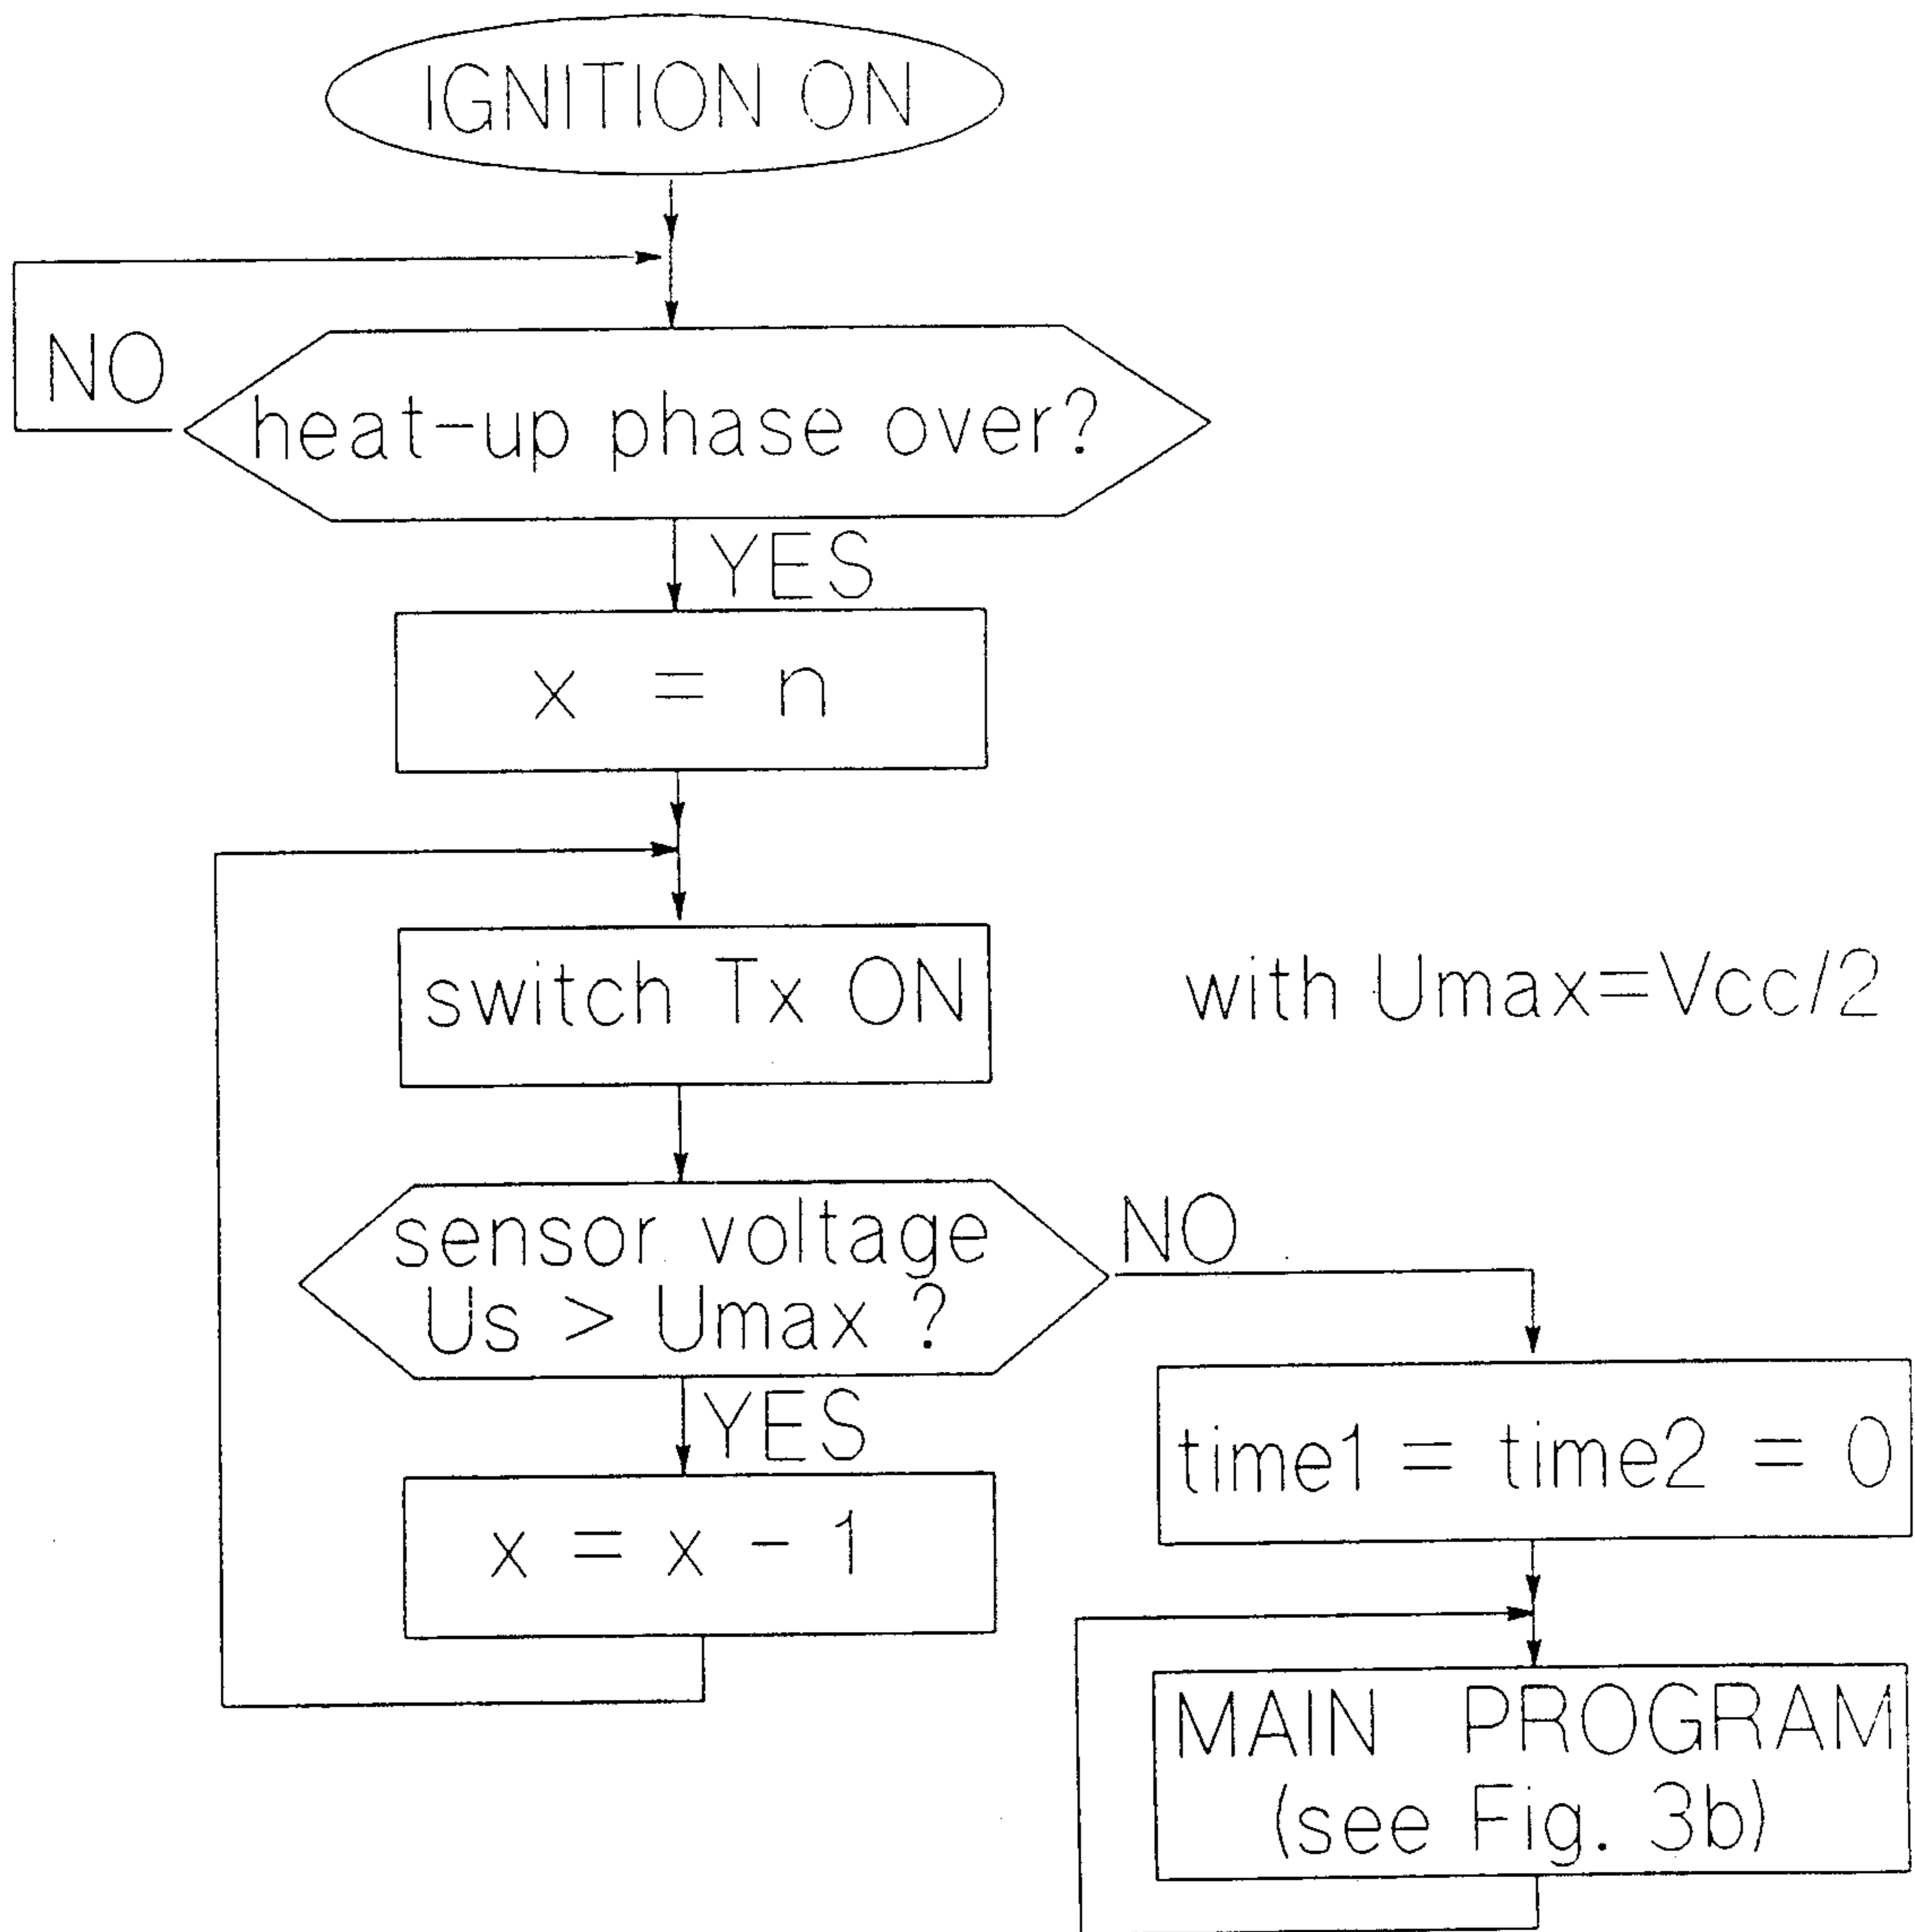 IGNITION ON
NO
heat-up phase over?
YES
x = n
switch Tx ON
with Umax=Vcc/2
sensor voltage
Us > Umax ?
NO
YES
time1 = time2 = 0
x = x - 1
MAIN PROGRAM
(see Fig. 3b)